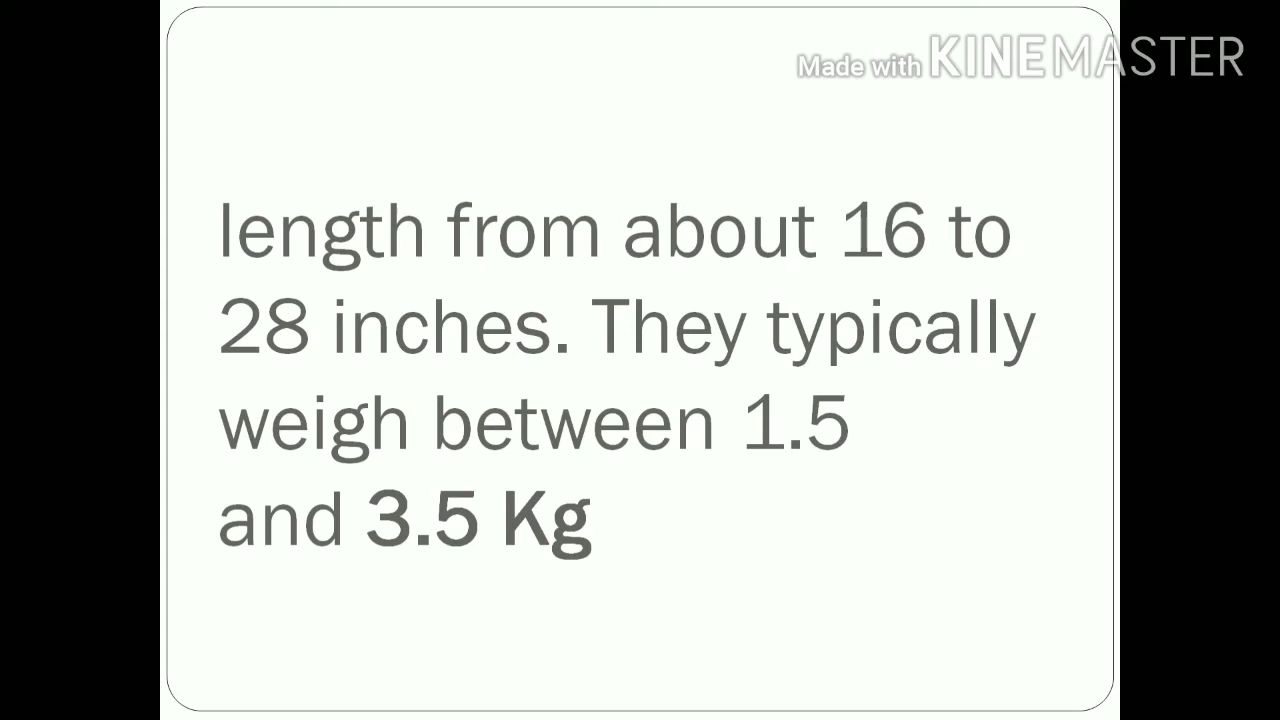 Made with KINEMASTER
length from about 16 to
28 inches. They typically
weigh between 1.5
and 3.5 Kg